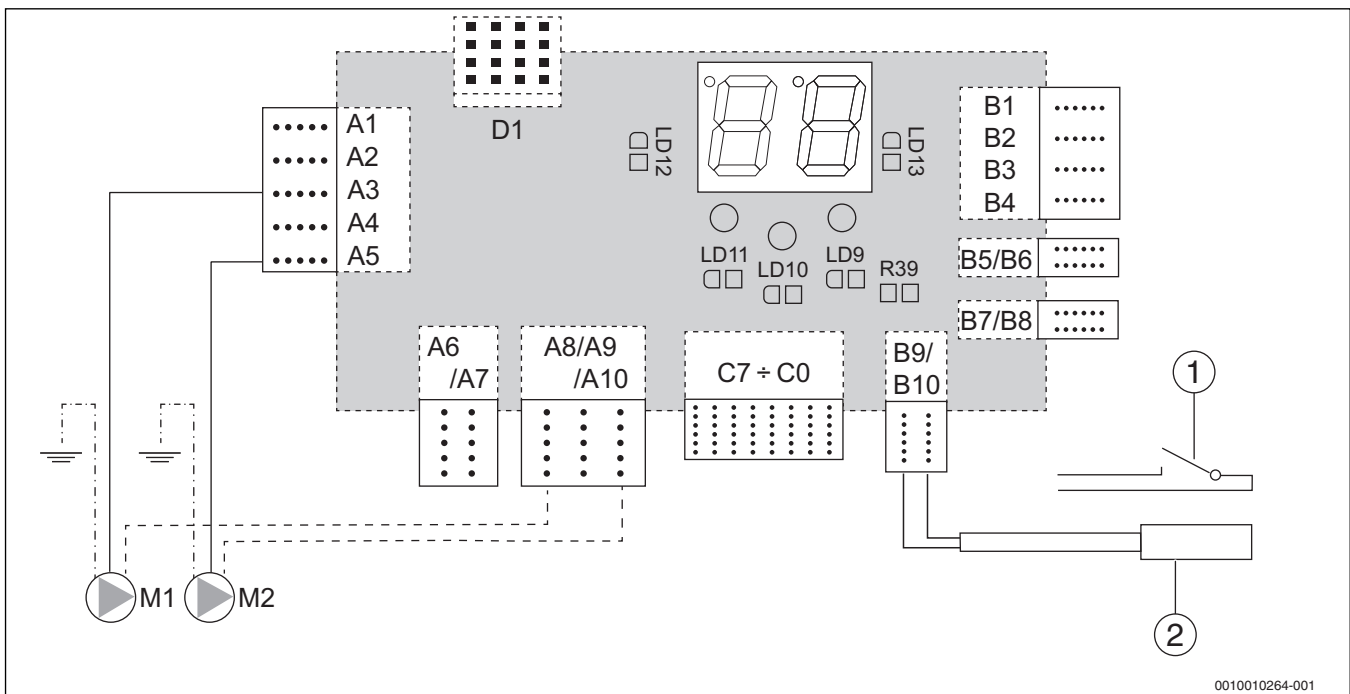 A1
A2
A3
A4
A5
D1
LD12
LD13
B1
B2
B3
B4
LD11
LD10
LD9
R39
B5/B6
B7/B8
A6
/A7
A8/A9
/A10
C7 ÷ C0
B9/
B10
1
M1
M2
2
0010010264-001